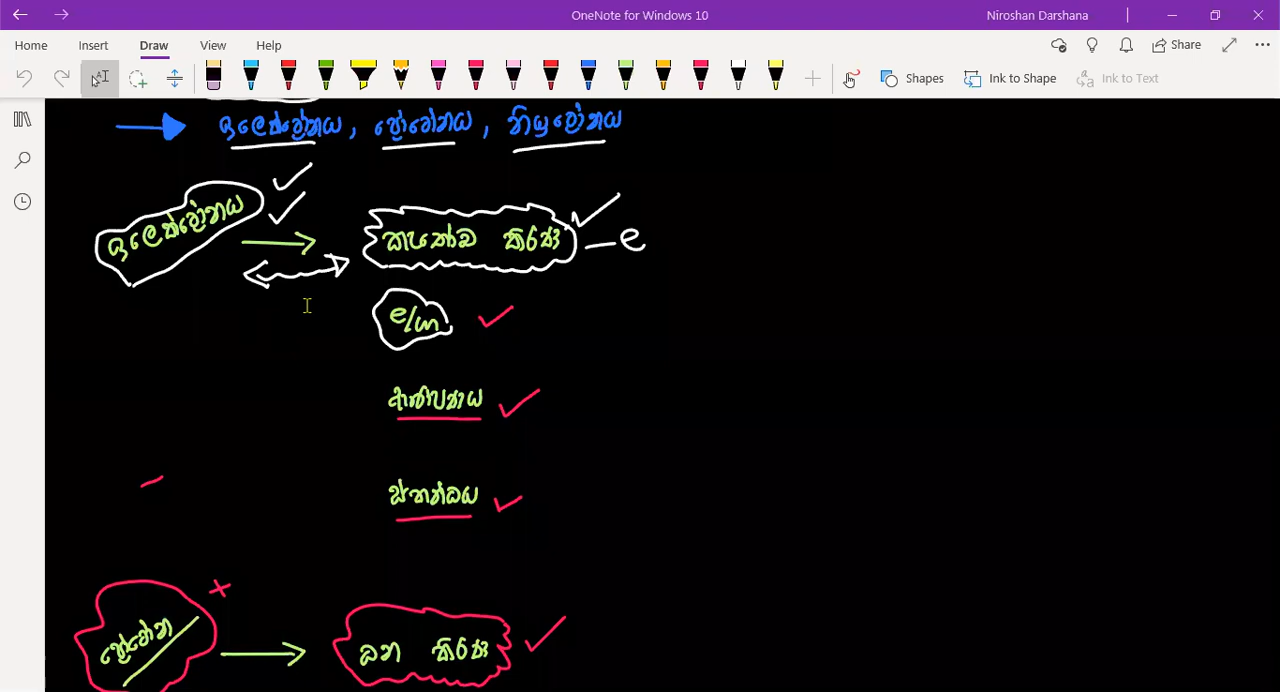 OneNote for Windows 10
Niroshan Darshana
Home Insert Draw View Help
Share
Shapes Ink to Shape Ink to Text
ඉලෙක්ට්‍රෝනය, ප්‍රෝටෝනය, නියුට්‍රෝනය
ඉලෙක්ට්‍රෝනය
කැතෝඩ කිරණ – e
e/m
ආරෝපණය
ස්කන්ධය
ප්‍රෝටෝන
ධන කිරණ